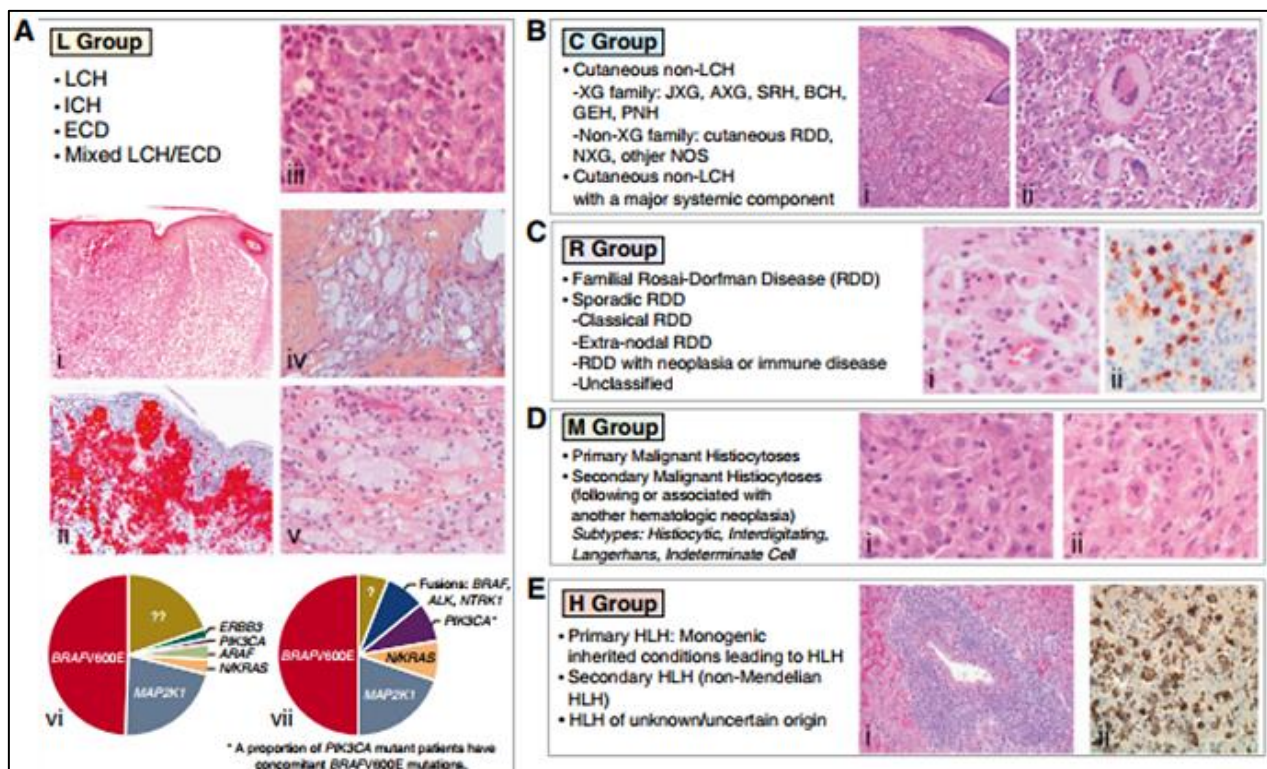 A
L Group
• LCH
• ICH
• ECD
• Mixed LCH/ECD
iii
i
iv
ii
v
BRAFV600E
??
ERBB3
PIK3CA
ARAF
N/KRAS
MAP2K1
vi
BRAFV600E
?
Fusions: BRAF,
ALK, NTRK1
PIK3CA*
N/KRAS
MAP2K1
vii
* A proportion of PIK3CA mutant patients have
concomitant BRAFV600E mutations.
B
C Group
• Cutaneous non-LCH
-XG family: JXG, AXG, SRH, BCH,
GEH, PNH
-Non-XG family: cutaneous RDD,
NXG, othjer NOS
• Cutaneous non-LCH
with a major systemic component
i
ii
C
R Group
• Familial Rosai-Dorfman Disease (RDD)
• Sporadic RDD
-Classical RDD
-Extra-nodal RDD
-RDD with neoplasia or immune disease
-Unclassified
i
ii
D
M Group
• Primary Malignant Histiocytoses
• Secondary Malignant Histiocytoses
(following or associated with
another hematologic neoplasia)
Subtypes: Histiocytic, Interdigitating,
Langerhans, Indeterminate Cell
i
ii
E
H Group
• Primary HLH: Monogenic
inherited conditions leading to HLH
• Secondary HLH (non-Mendelian
HLH)
• HLH of unknown/uncertain origin
i
ii